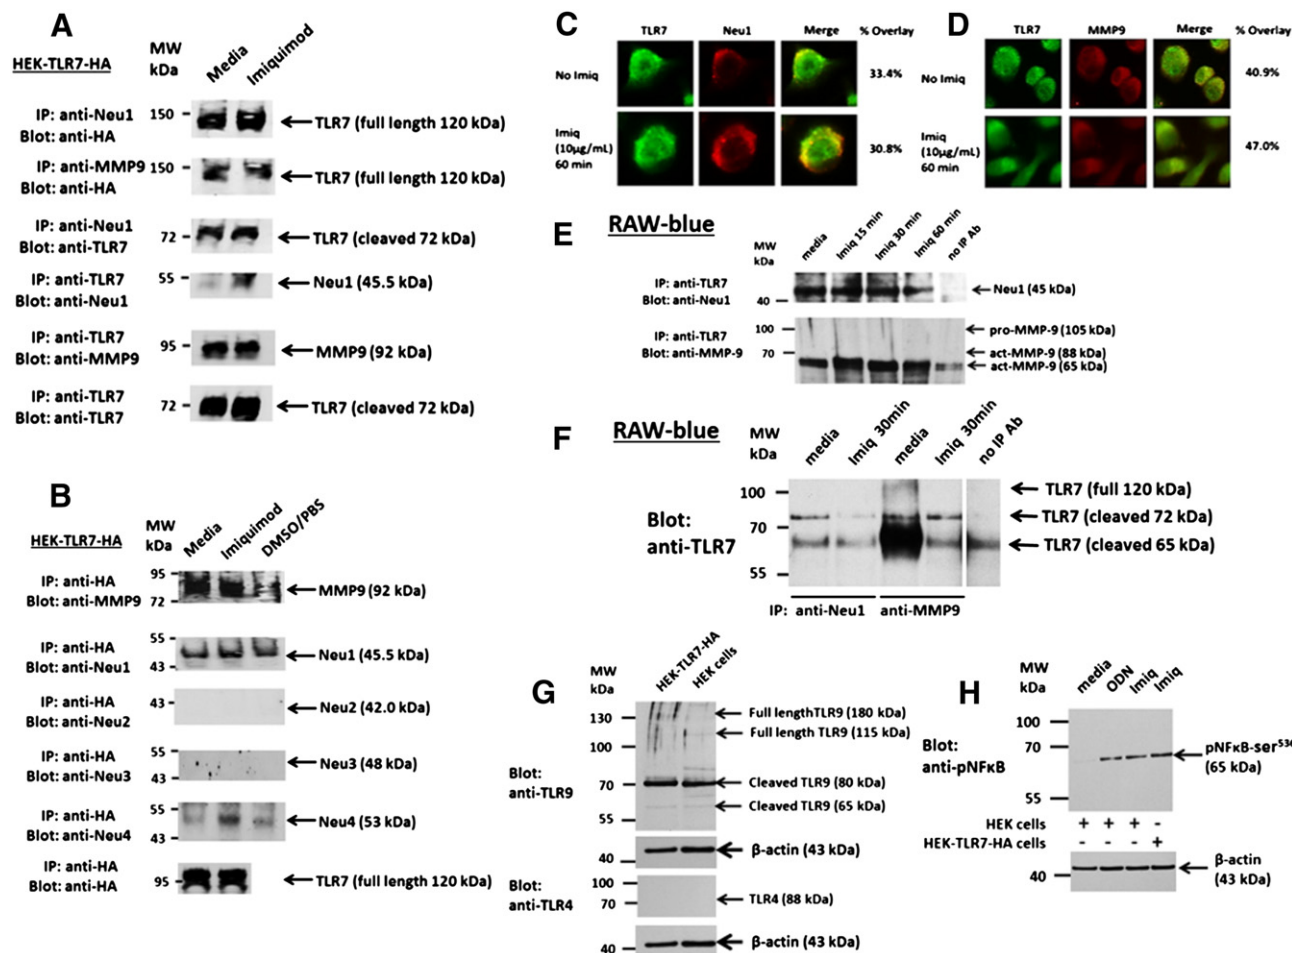 A
HEK-TLR7-HA
MW
kDa
Media
Imiquimod
IP: anti-Neu1
Blot: anti-HA
150
TLR7 (full length 120 kDa)
IP: anti-MMP9
Blot: anti-HA
150
TLR7 (full length 120 kDa)
IP: anti-Neu1
Blot: anti-TLR7
72
TLR7 (cleaved 72 kDa)
IP: anti-TLR7
Blot: anti-Neu1
55
Neu1 (45.5 kDa)
IP: anti-TLR7
Blot: anti-MMP9
95
MMP9 (92 kDa)
IP: anti-TLR7
Blot: anti-TLR7
72
TLR7 (cleaved 72 kDa)
B
HEK-TLR7-HA
MW
kDa
Media
Imiquimod
DMSO/PBS
IP: anti-HA
Blot: anti-MMP9
95
72
MMP9 (92 kDa)
IP: anti-HA
Blot: anti-Neu1
55
43
Neu1 (45.5 kDa)
IP: anti-HA
Blot: anti-Neu2
43
Neu2 (42.0 kDa)
IP: anti-HA
Blot: anti-Neu3
55
43
Neu3 (48 kDa)
IP: anti-HA
Blot: anti-Neu4
55
43
Neu4 (53 kDa)
IP: anti-HA
Blot: anti-HA
95
TLR7 (full length 120 kDa)
C
TLR7 Neu1 Merge % Overlay
No Imiq
33.4%
Imiq
(10µg/mL)
60 min
30.8%
D
TLR7 MMP9 Merge % Overlay
No Imiq
40.9%
Imiq
(10µg/mL)
60 min
47.0%
E
RAW-blue
MW
kDa
media
Imiq 15 min
Imiq 30 min
Imiq 60 min
no IP Ab
IP: anti-TLR7
Blot: anti-Neu1
40
Neu1 (45 kDa)
IP: anti-TLR7
Blot: anti-MMP-9
100
70
pro-MMP-9 (105 kDa)
act-MMP-9 (88 kDa)
act-MMP-9 (65 kDa)
F
RAW-blue
MW
kDa
media
Imiq 30min
media
Imiq 30min
no IP Ab
Blot:
anti-TLR7
100
70
55
TLR7 (full 120 kDa)
TLR7 (cleaved 72 kDa)
TLR7 (cleaved 65 kDa)
IP: anti-Neu1 anti-MMP9
G
MW
kDa
HEK-TLR7-HA
HEK cells
Blot:
anti-TLR9
130
100
70
55
Full lengthTLR9 (180 kDa)
Full length TLR9 (115 kDa)
Cleaved TLR9 (80 kDa)
Cleaved TLR9 (65 kDa)
40
β-actin (43 kDa)
Blot:
anti-TLR4
100
70
TLR4 (88 kDa)
40
β-actin (43 kDa)
H
MW
kDa
media
ODN
Imiq
Imiq
Blot:
anti-pNFκB
100
70
55
pNFκB-ser536
(65 kDa)
HEK cells + + + -
HEK-TLR7-HA cells - - - +
40
β-actin
(43 kDa)